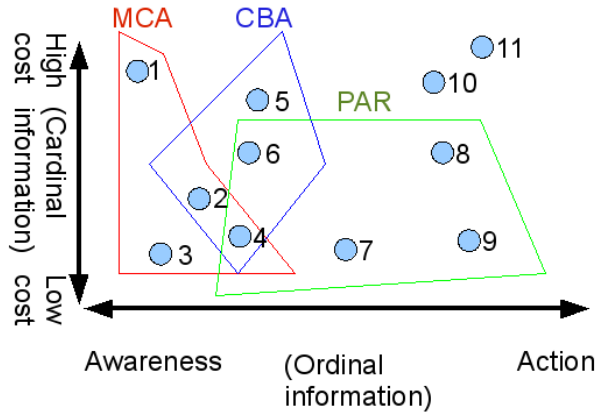 MCA
CBA
PAR
1
2
3
4
5
6
7
8
9
10
11
High (Cardinal Low
cost information) cost
Awareness
(Ordinal
information)
Action